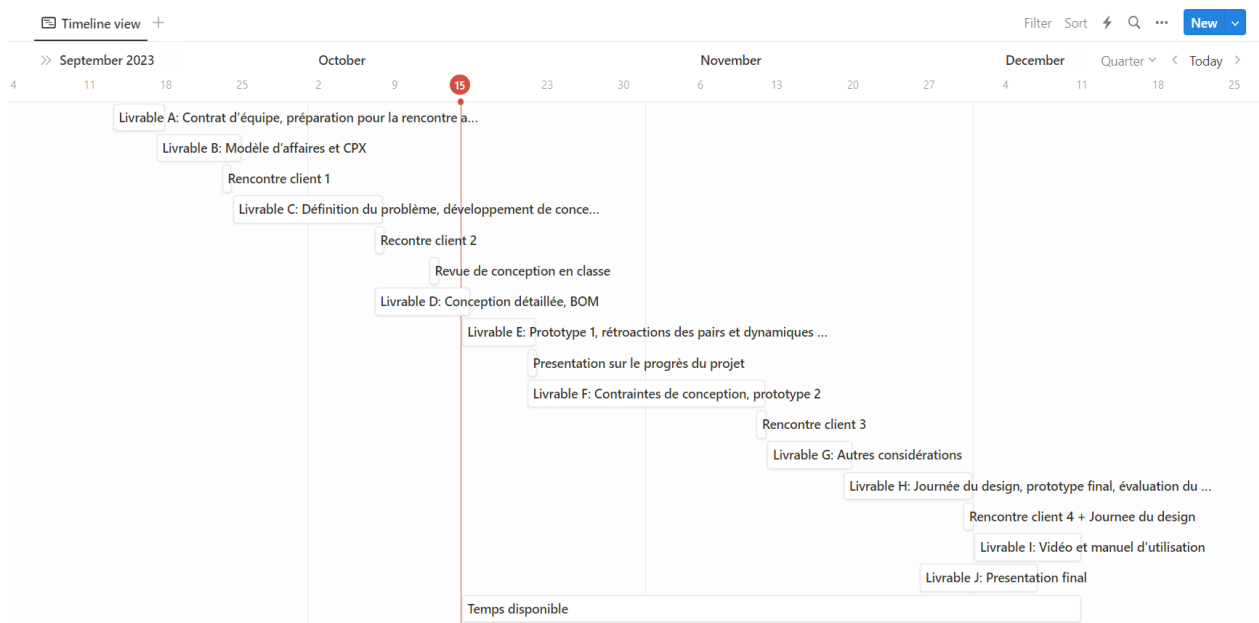 Timeline view
Filter Sort New
September 2023 October November December Quarter Today
4 11 18 25 2 9 15 23 30 6 13 20 27 4 11 18 25
Livrable A: Contrat d'équipe, préparation pour la rencontre a...
Livrable B: Modèle d'affaires et CPX
Rencontre client 1
Livrable C: Définition du problème, développement de conce...
Recontre client 2
Revue de conception en classe
Livrable D: Conception détaillée, BOM
Livrable E: Prototype 1, rétroactions des pairs et dynamiques ...
Presentation sur le progrès du projet
Livrable F: Contraintes de conception, prototype 2
Rencontre client 3
Livrable G: Autres considérations
Livrable H: Journée du design, prototype final, évaluation du ...
Rencontre client 4 + Journee du design
Livrable I: Vidéo et manuel d'utilisation
Livrable J: Presentation final
Temps disponible